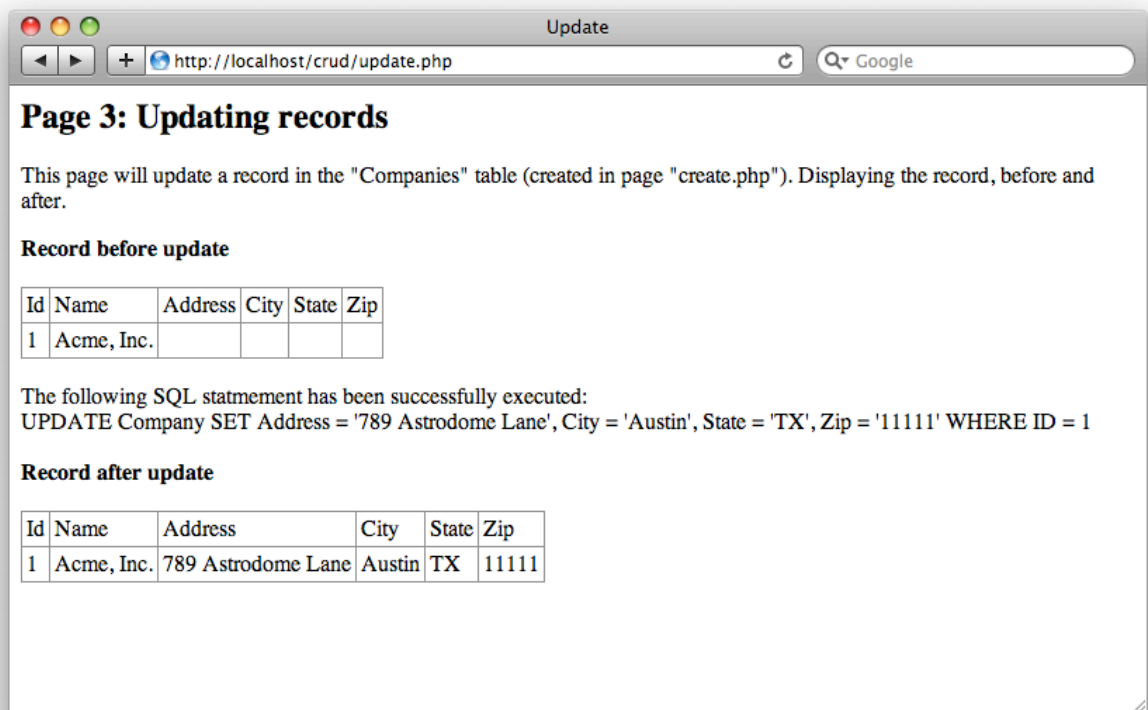 Update
http://localhost/crud/update.php
Google
Page 3: Updating records
This page will update a record in the "Companies" table (created in page "create.php"). Displaying the record, before and
after.
Record before update
Id Name Address City State Zip
1 Acme, Inc.
The following SQL statmement has been successfully executed:
UPDATE Company SET Address = '789 Astrodome Lane', City = 'Austin', State = 'TX', Zip = '11111' WHERE ID = 1
Record after update
Id Name Address City State Zip
1 Acme, Inc. 789 Astrodome Lane Austin TX 11111